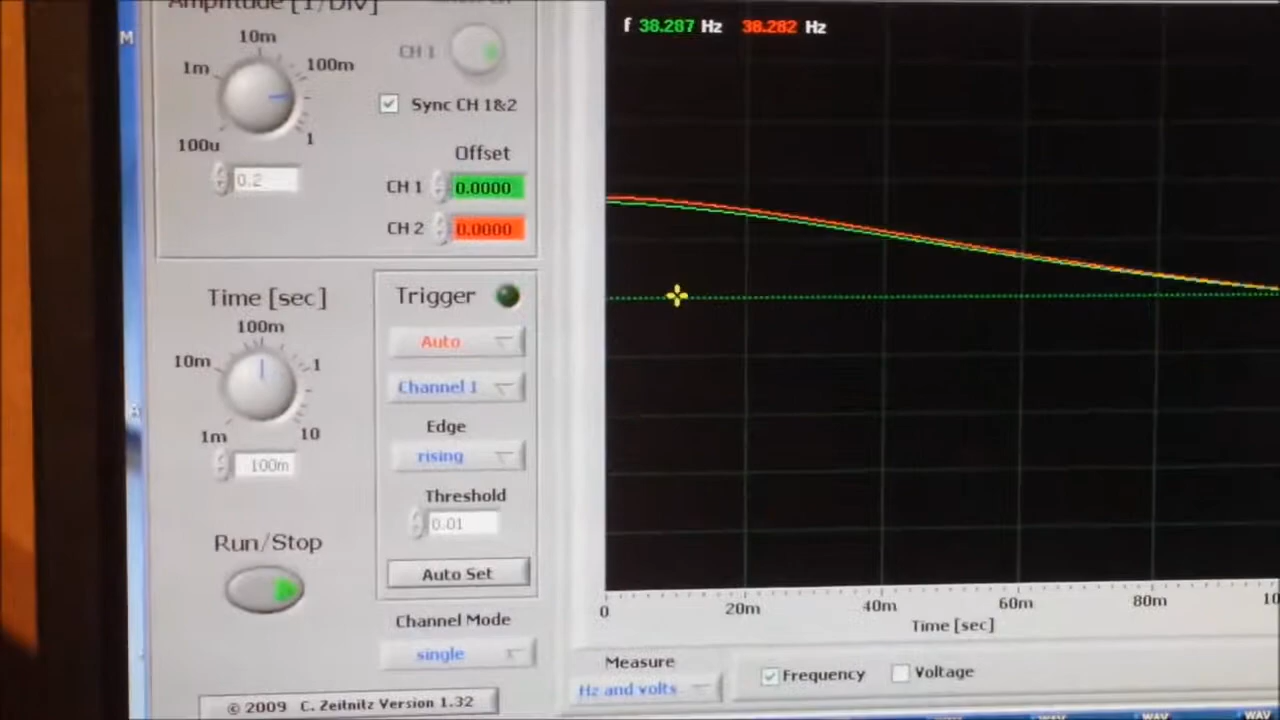 Amplitude [1/Div]
M
10m
1m
100m
100u
1
0.2
CH 1
Sync CH 1&2
Offset
CH 1 0.0000
CH 2 0.0000
Time [sec]
100m
10m
1
1m
10
100m
Run/Stop
Trigger
Auto
Channel 1
Edge
rising
Threshold
0.01
Auto Set
Channel Mode
single
© 2009 C. Zeitnitz Version 1.32
f 38.287 Hz 38.282 Hz
0 20m 40m 60m 80m
Time [sec]
Measure
Hz and volts
Frequency
Voltage
WAV WAV WAV